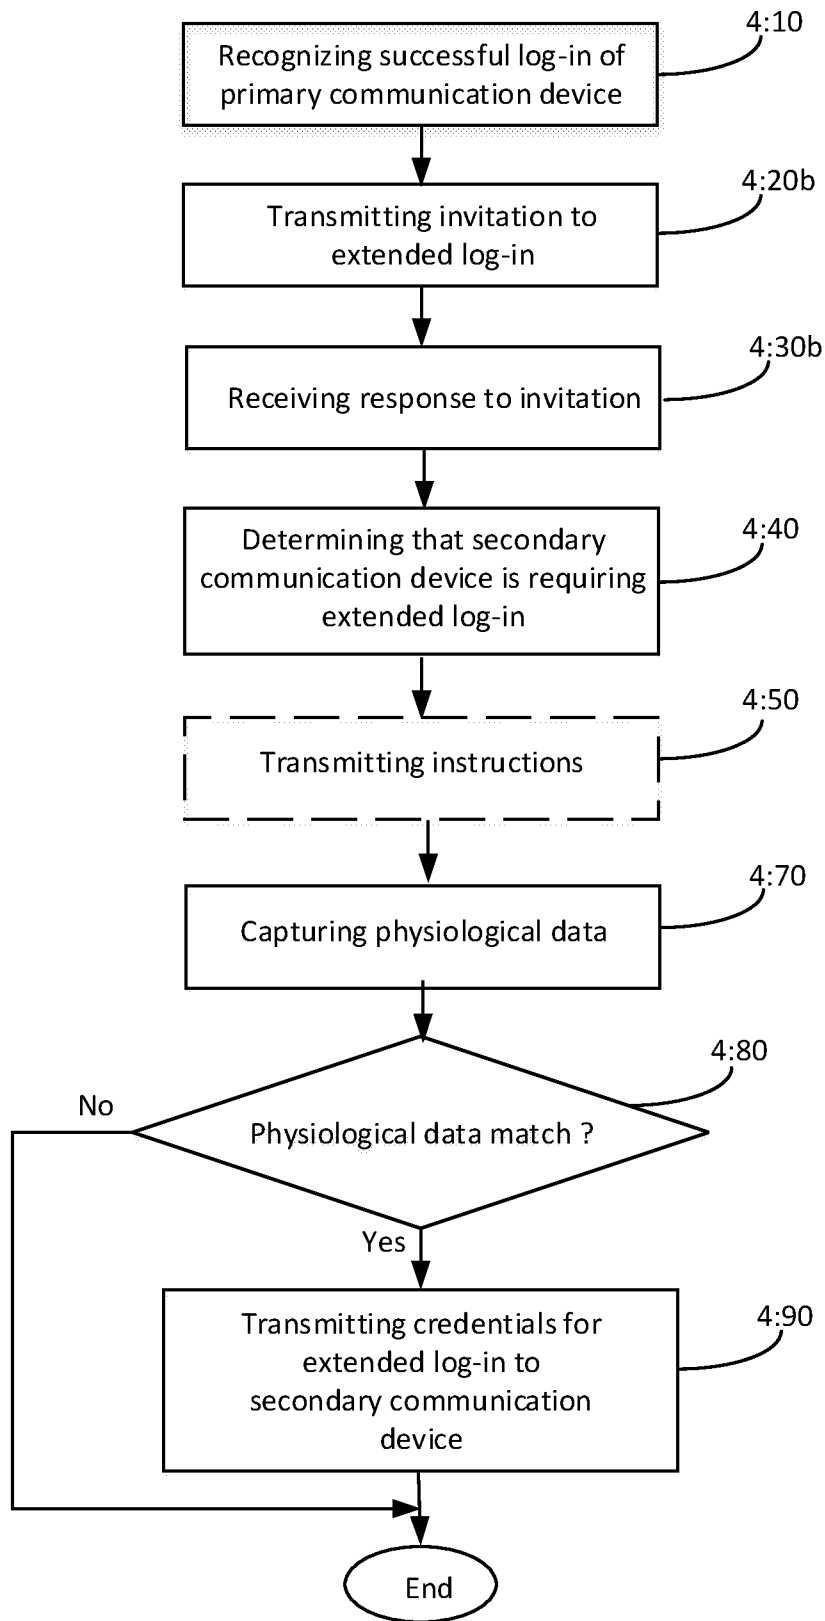 4:10
Recognizing successful log-in of
primary communication device
4:20b
Transmitting invitation to
extended log-in
4:30b
Receiving response to invitation
4:40
Determining that secondary
communication device is requiring
extended log-in
4:50
Transmitting instructions
4:70
Capturing physiological data
4:80
No
Physiological data match ?
Yes
4:90
Transmitting credentials for
extended log-in to
secondary communication
device
End